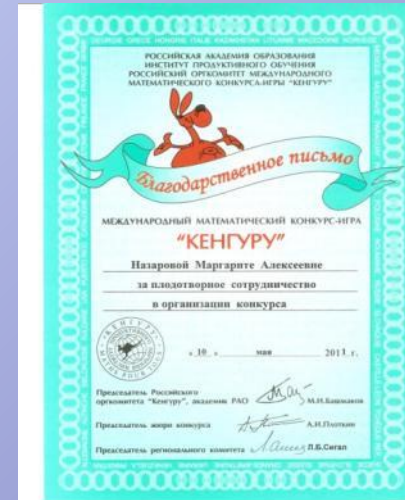 РОССИЙСКАЯ АКАДЕМИЯ ОБРАЗОВАНИЯ
ИНСТИТУТ ПРОДУКТИВНОГО ОБУЧЕНИЯ
РОССИЙСКИЙ ОРГКОМИТЕТ МЕЖДУНАРОДНОГО
МАТЕМАТИЧЕСКОГО КОНКУРСА-ИГРЫ "КЕНГУРУ"
Благодарственное письмо
МЕЖДУНАРОДНЫЙ МАТЕМАТИЧЕСКИЙ КОНКУРС-ИГРА
"КЕНГУРУ"
Назаровой Маргарите Алексеевне
за плодотворное сотрудничество
в организации конкурса
« 10 » мая 2011 г.
Председатель Российского
оргкомитета "Кенгуру", академик РАО М.И.Башмаков
Председатель жюри конкурса А.И.Плоткин
Председатель регионального комитета Л.Б.Сигал